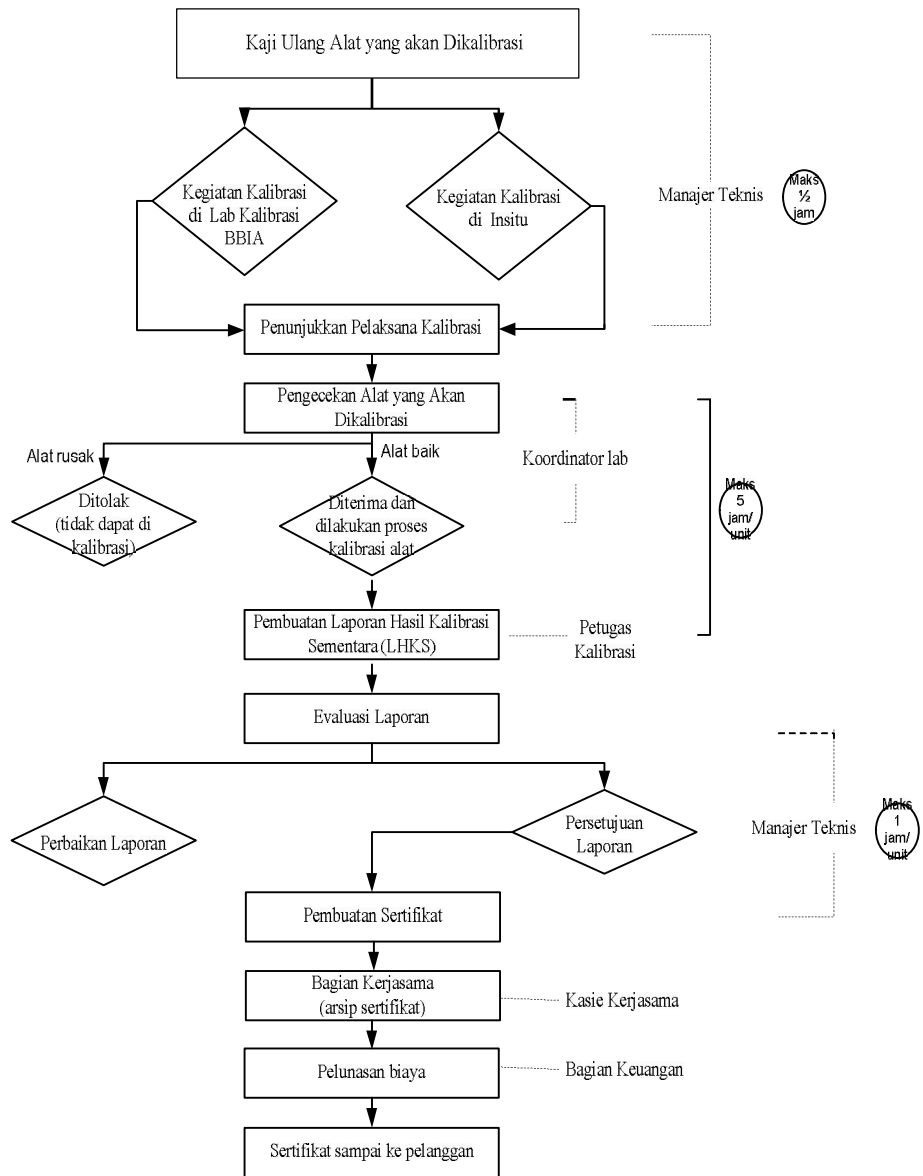 Kaji Ulang Alat yang akan Dikalibrasi
Kegiatan Kalibrasi
di Lab Kalibrasi
BBIA
Kegiatan Kalibrasi
di Insitu
Manajer Teknis
Maks
½
jam
Penunjukkan Pelaksana Kalibrasi
Pengecekan Alat yang Akan
Dikalibrasi
Alat rusak
Alat baik
Koordinator lab
Ditolak
(tidak dapat di
kalibrasi)
Diterima dan
dilakukan proses
kalibrasi alat
Maks
5
jam/
unit
Pembuatan Laporan Hasil Kalibrasi
Sementara (LHKS)
Petugas
Kalibrasi
Evaluasi Laporan
Perbaikan Laporan
Persetujuan
Laporan
Manajer Teknis
Maks
1
jam/
unit
Pembuatan Sertifikat
Bagian Kerjasama
(arsip sertifikat)
Kasie Kerjasama
Pelunasan biaya
Bagian Keuangan
Sertifikat sampai ke pelanggan